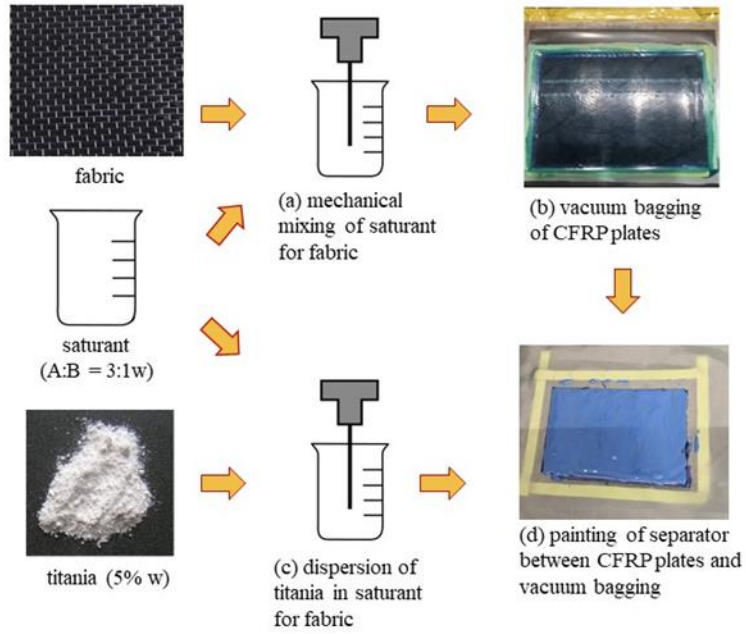 fabric
(a) mechanical
mixing of saturant
for fabric
(b) vacuum bagging
of CFRP plates
saturant
(A:B = 3:1w)
titania (5% w)
(c) dispersion of
titania in saturant
for fabric
(d) painting of separator
between CFRP plates and
vacuum bagging